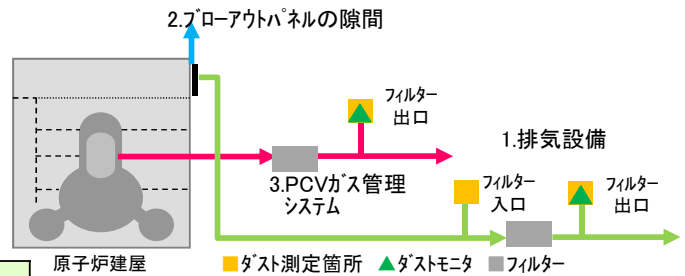 2.ブローアウトパネルの隙間
フィルター
出口
1.排気設備
3.PCVガス管理
システム
フィルター
入口
フィルター
出口
原子炉建屋
ダスト測定箇所
ダストモニタ
フィルター